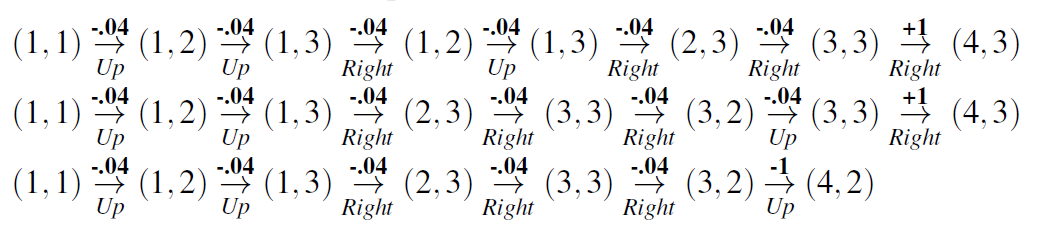 (1,1) -.04→Up (1,2) -.04→Up (1,3) -.04→Right (1,2) -.04→Up (1,3) -.04→Right (2,3) -.04→Right (3,3) +1→Right (4,3)
(1,1) -.04→Up (1,2) -.04→Up (1,3) -.04→Right (2,3) -.04→Right (3,3) -.04→Right (3,2) -.04→Up (3,3) +1→Right (4,3)
(1,1) -.04→Up (1,2) -.04→Up (1,3) -.04→Right (2,3) -.04→Right (3,3) -.04→Right (3,2) -1→Up (4,2)